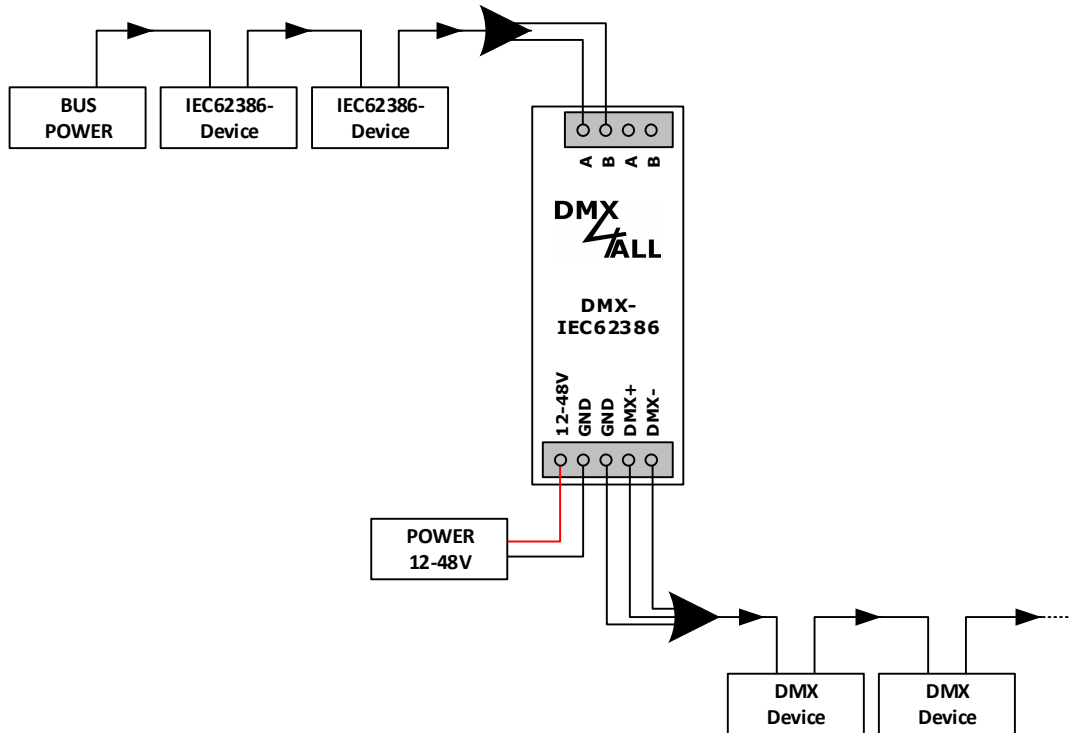 BUS
POWER
IEC62386-
Device
IEC62386-
Device
A
B
A
B
DMX
4
ALL
DMX-
IEC62386
12-48V
GND
GND
DMX+
DMX-
POWER
12-48V
DMX
Device
DMX
Device